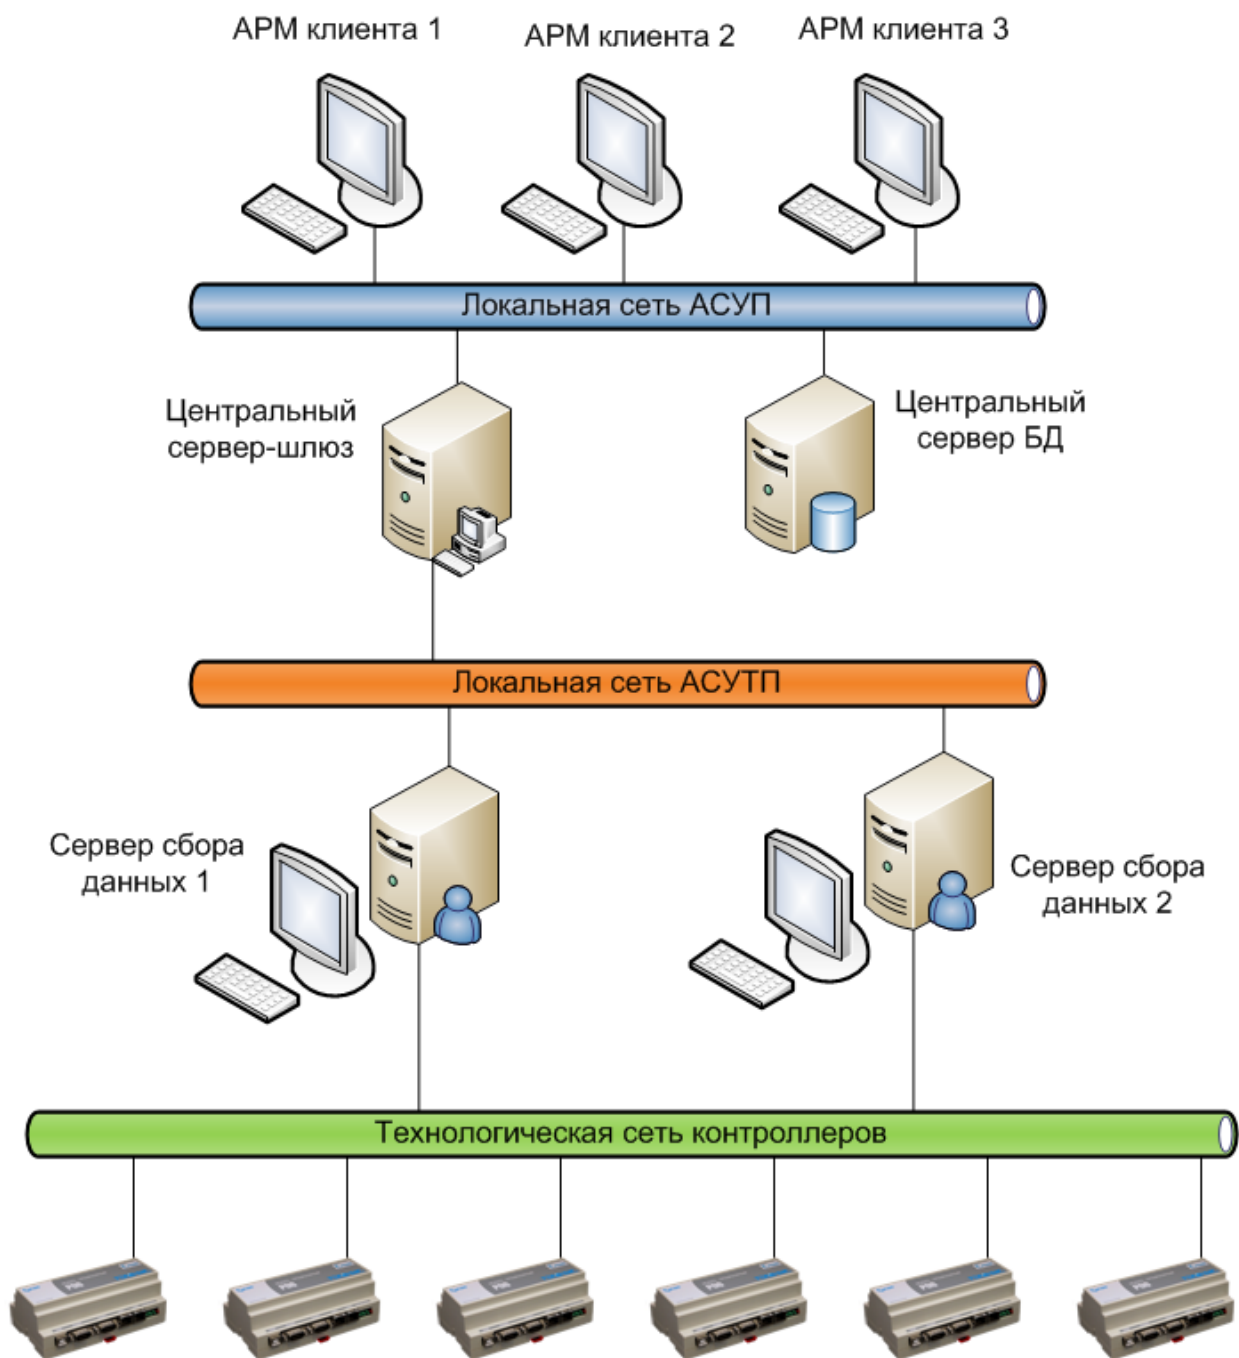 АРМ клиента 1
АРМ клиента 2
АРМ клиента 3
Локальная сеть АСУП
Центральный
сервер-шлюз
Центральный
сервер БД
Локальная сеть АСУТП
Сервер сбора
данных 1
Сервер сбора
данных 2
Технологическая сеть контроллеров